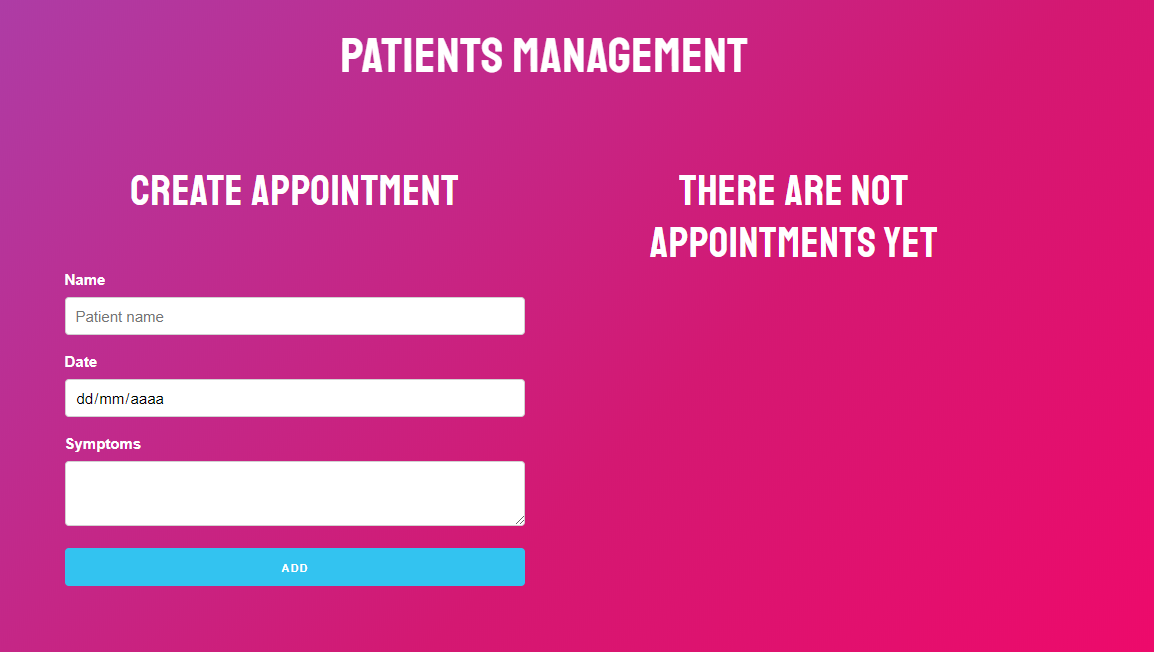 PATIENTS MANAGEMENT
CREATE APPOINTMENT
Name
Patient name
Date
dd/mm/aaaa
Symptoms
ADD
THERE ARE NOT
APPOINTMENTS YET